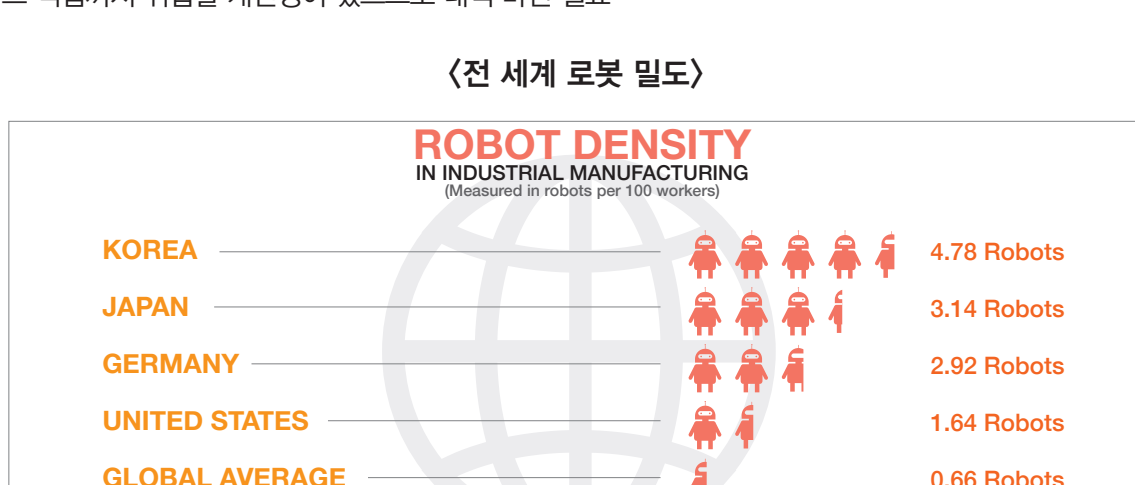 〈전 세계 로봇 밀도〉
ROBOT DENSITY
IN INDUSTRIAL MANUFACTURING
(Measured in robots per 100 workers)
KOREA 4.78 Robots
JAPAN 3.14 Robots
GERMANY 2.92 Robots
UNITED STATES 1.64 Robots
GLOBAL AVERAGE 0.66 Robots